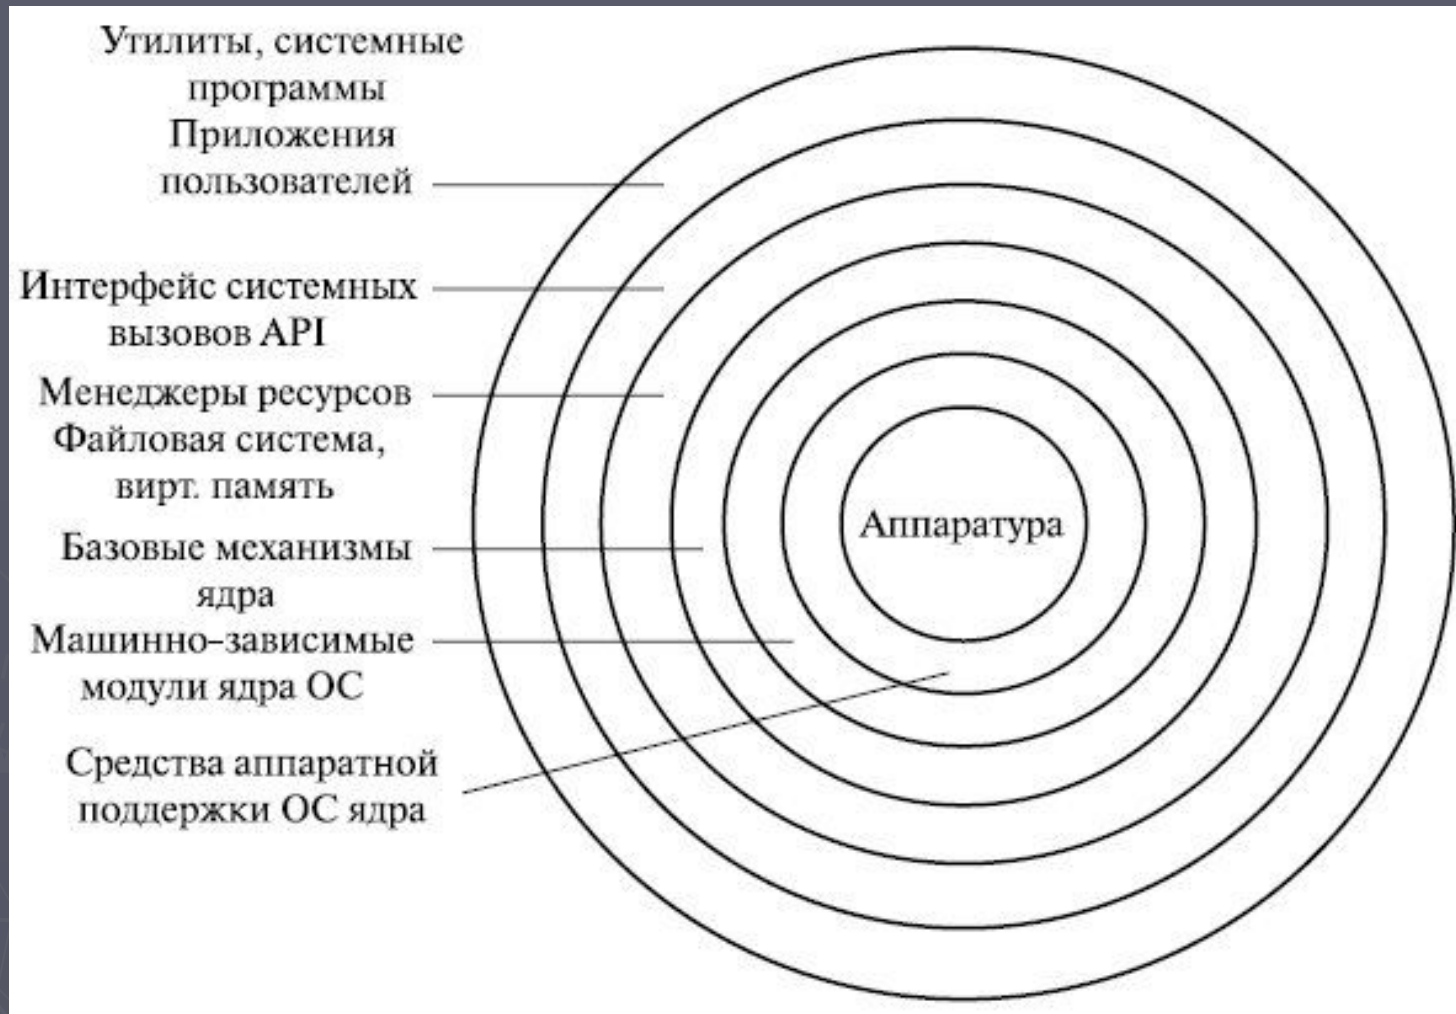 Утилиты, системные
программы
Приложения
пользователей
Интерфейс системных
вызовов API
Менеджеры ресурсов
Файловая система,
вирт. память
Базовые механизмы
ядра
Машинно-зависимые
модули ядра ОС
Средства аппаратной
поддержки ОС ядра
Аппаратура